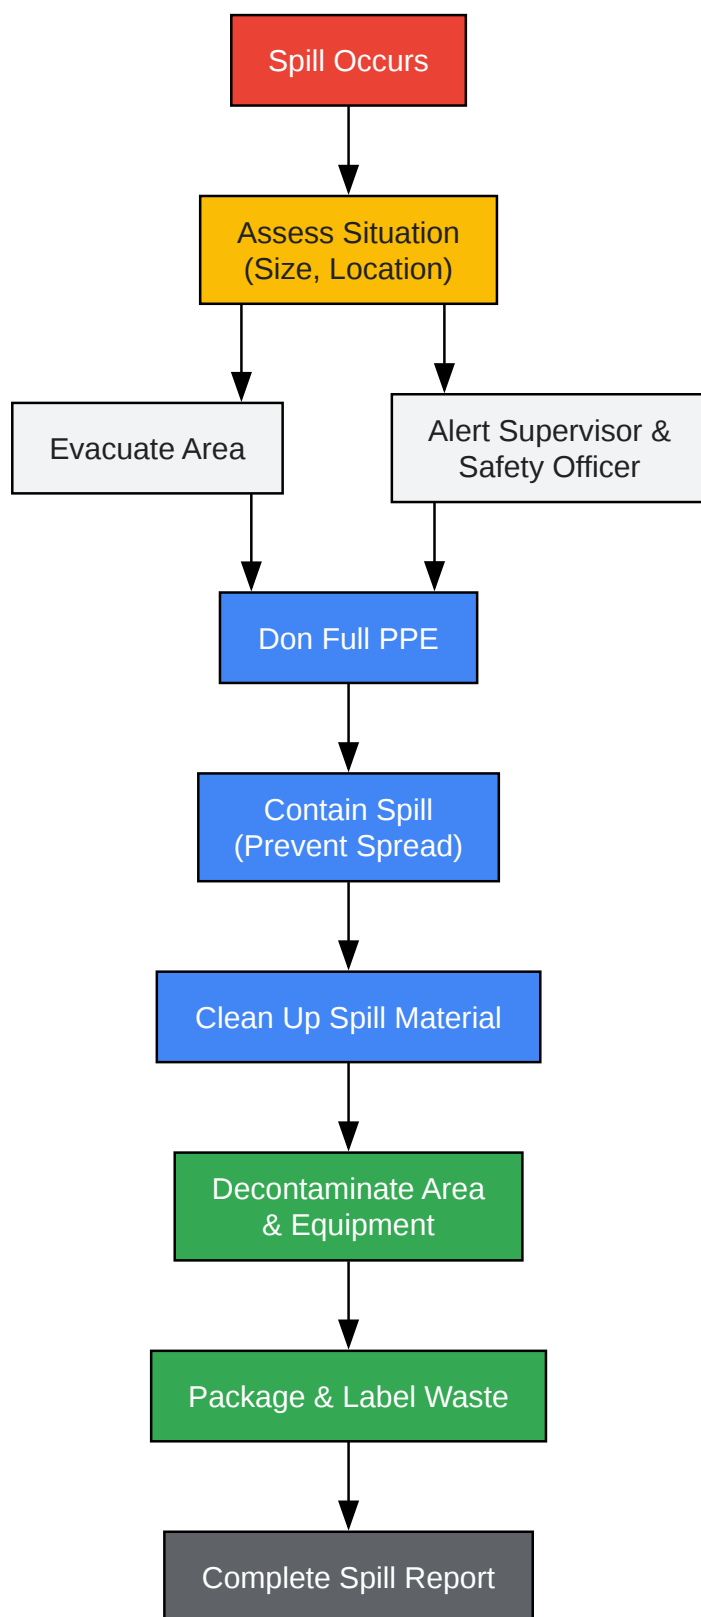 Spill Occurs
Assess Situation
(Size, Location)
Evacuate Area
Alert Supervisor &
Safety Officer
Don Full PPE
Contain Spill
(Prevent Spread)
Clean Up Spill Material
Decontaminate Area
& Equipment
Package & Label Waste
Complete Spill Report